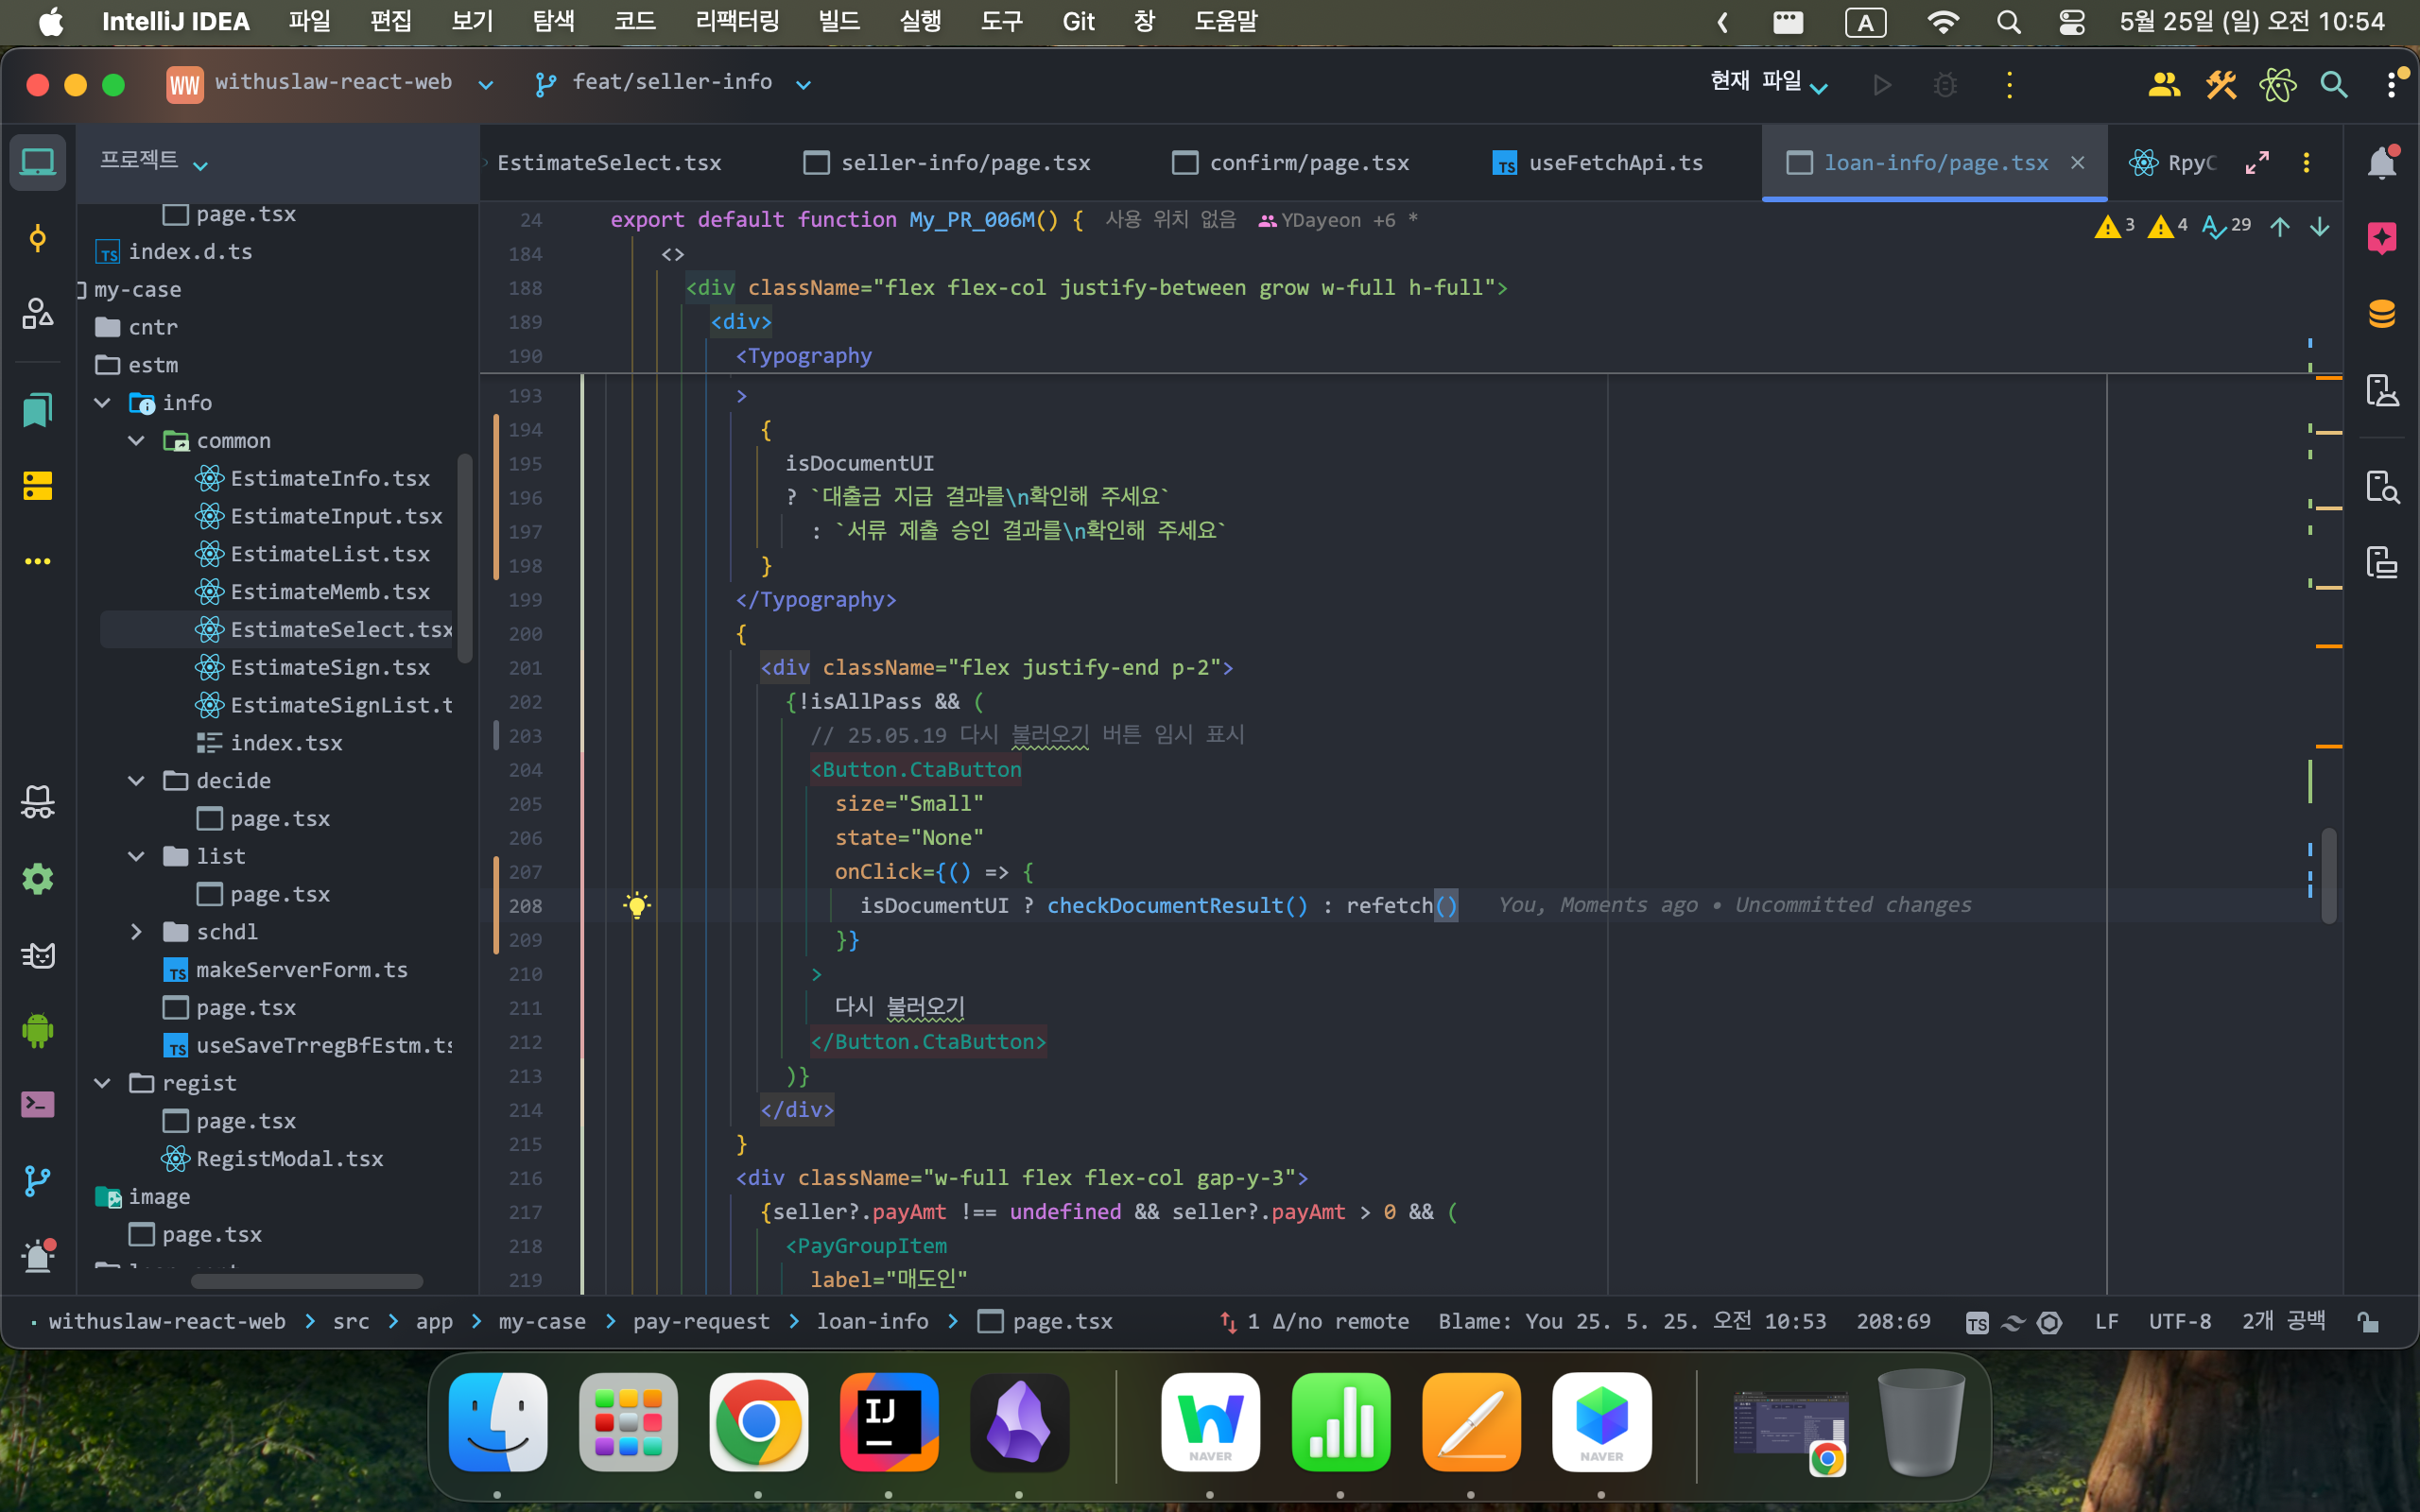 IntelliJ IDEA 파일 편집 보기 탐색 코드 리팩터링 빌드 실행 도구 Git 창 도움말 A 5월 25일 (일) 오전 10:54
WW withuslaw-react-web feat/seller-info 현재 파일
프로젝트
EstimateSelect.tsx seller-info/page.tsx confirm/page.tsx TS useFetchApi.ts loan-info/page.tsx
page.tsx
TS index.d.ts
my-case
cntr
estm
info
common
EstimateInfo.tsx
EstimateInput.tsx
EstimateList.tsx
EstimateMemb.tsx
EstimateSelect.tsx
EstimateSign.tsx
EstimateSignList.t
index.tsx
decide
page.tsx
list
page.tsx
schdl
TS makeServerForm.ts
page.tsx
TS useSaveTrregBfEstm.ts
regist
page.tsx
RegistModal.tsx
image
page.tsx
24 export default function My_PR_006M() { 사용 위치 없음 YDayeon +6 *
3 4 29
184 <>
188 <div className="flex flex-col justify-between grow w-full h-full">
189 <div>
190 <Typography
193 >
194 {
195 isDocumentUI
196 ? `대출금 지급 결과를\n확인해 주세요`
197 : `서류 제출 승인 결과를\n확인해 주세요`
198 }
199 </Typography>
200 {
201 <div className="flex justify-end p-2">
202 {!isAllPass && (
203 // 25.05.19 다시 불러오기 버튼 임시 표시
204 <Button.CtaButton
205 size="Small"
206 state="None"
207 onClick={() => {
208 isDocumentUI ? checkDocumentResult() : refetch() You, Moments ago • Uncommitted changes
209 }}
210 >
211 다시 불러오기
212 </Button.CtaButton>
213 )}
214 </div>
215 }
216 <div className="w-full flex flex-col gap-y-3">
217 {seller?.payAmt !== undefined && seller?.payAmt > 0 && (
218 <PayGroupItem
219 label="매도인"
withuslaw-react-web > src > app > my-case > pay-request > loan-info > page.tsx 1 Δ/no remote Blame: You 25. 5. 25. 오전 10:53 208:69 TS LF UTF-8 2개 공백
IJ
NAVER
NAVER